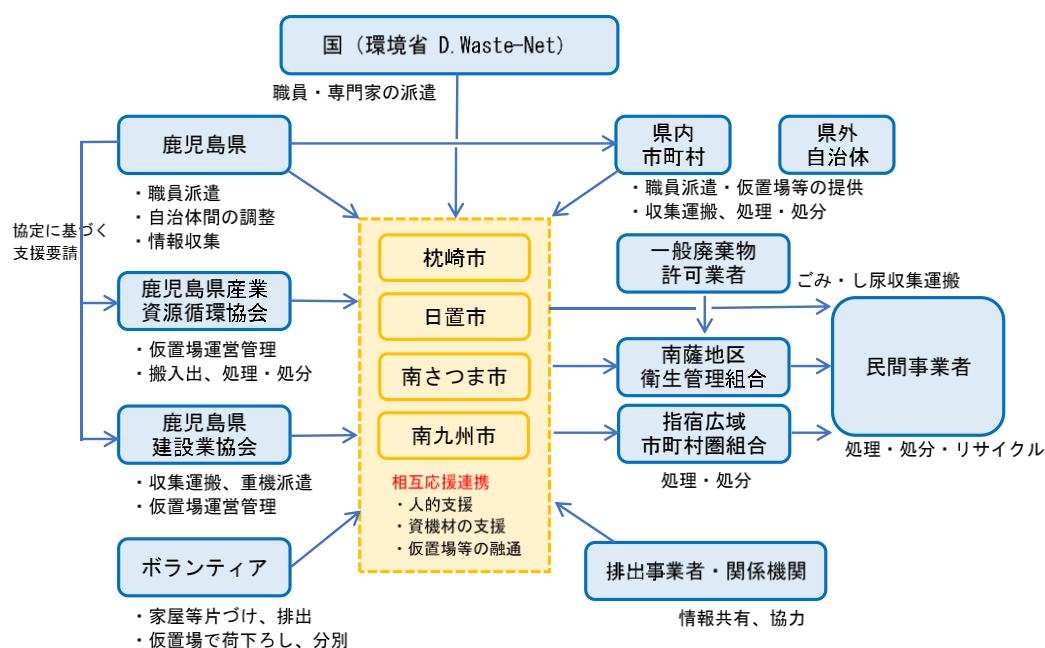 国（環境省 D.Waste-Net）
職員・専門家の派遣
鹿児島県
・職員派遣
・自治体間の調整
・情報収集
県内
市町村
県外
自治体
・職員派遣・仮置場等の提供
・収集運搬、処理・処分
協定に基づく
支援要請
鹿児島県産業
資源循環協会
・仮置場運営管理
・搬入出、処理・処分
鹿児島県
建設業協会
・収集運搬、重機派遣
・仮置場運営管理
ボランティア
・家屋等片づけ、排出
・仮置場で荷下ろし、分別
枕崎市
日置市
南さつま市
南九州市
相互応援連携
・人的支援
・資機材の支援
・仮置場等の融通
一般廃棄物
許可業者
ごみ・し尿収集運搬
南薩地区
衛生管理組合
指宿広域
市町村圏組合
処理・処分
民間事業者
処理・処分・リサイクル
排出事業者・関係機関
情報共有、協力